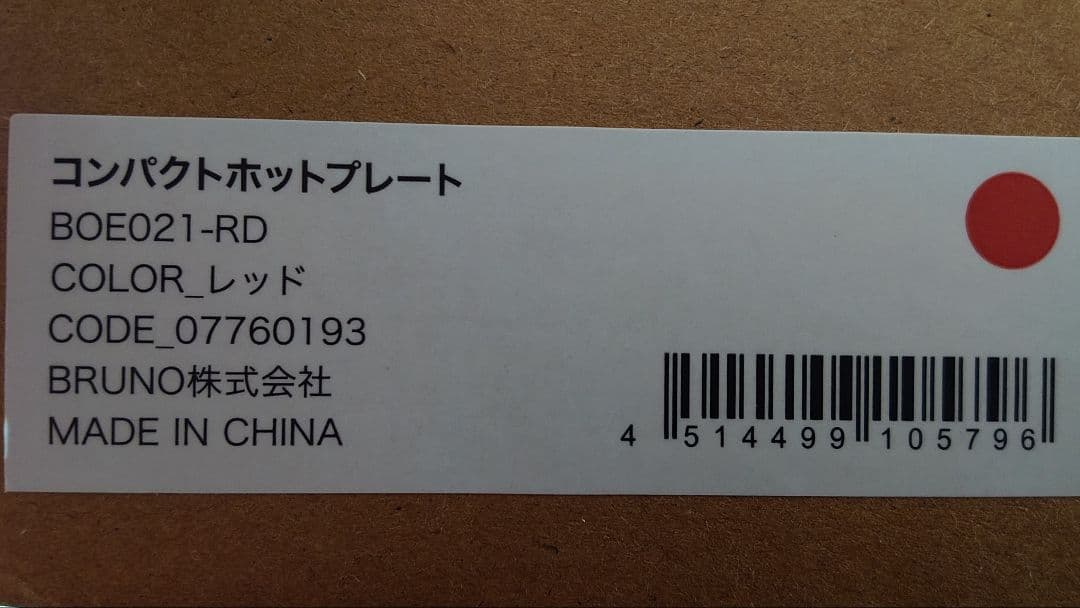 コンパクトホットプレート
BOE021-RD
COLOR_レッド
CODE_07760193
BRUNO株式会社
MADE IN CHINA
4 514499 105796